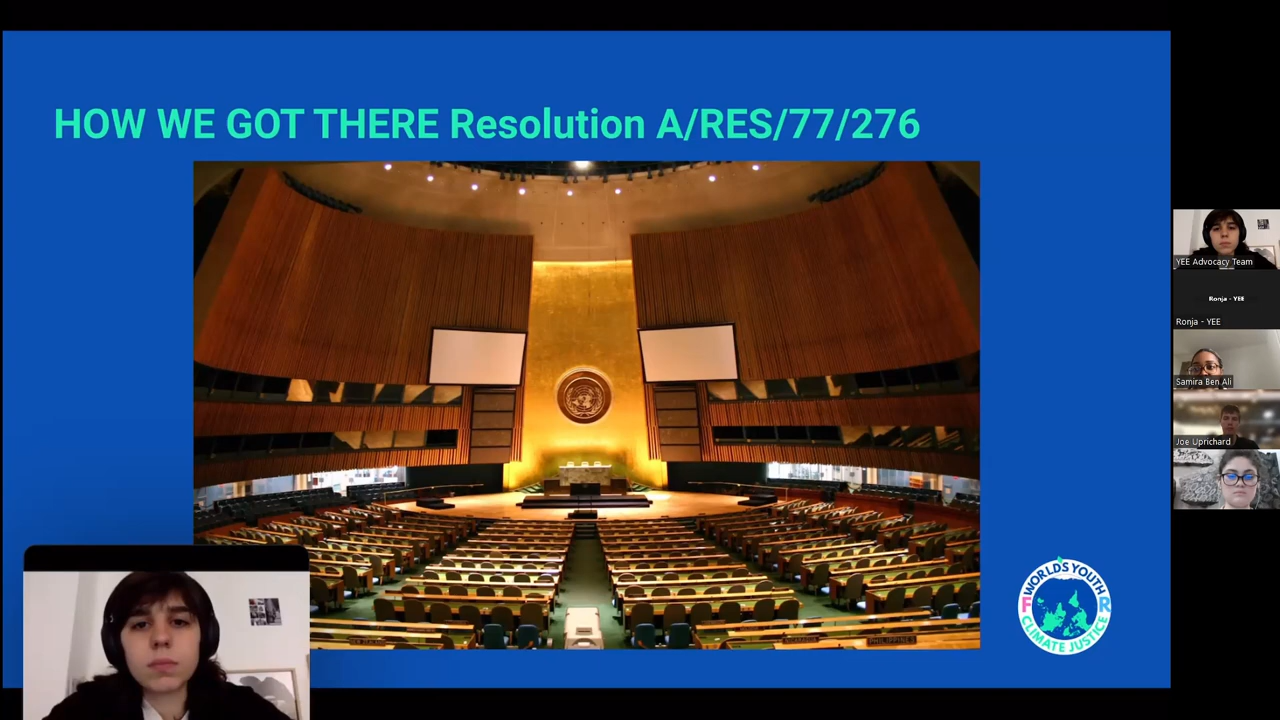 HOW WE GOT THERE Resolution A/RES/77/276
YEE Advocacy Team
Ronja - YEE
Ronja - YEE
Samira Ben Ali
Joe Uprichard
WORLD'S YOUTH
F R
CLIMATE JUSTICE
PHILIPPINES